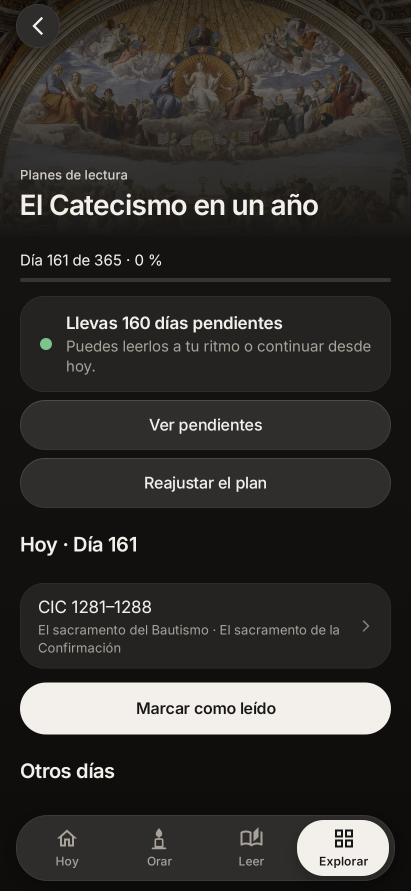 Planes de lectura
El Catecismo en un año
Día 161 de 365 · 0 %
Llevas 160 días pendientes
Puedes leerlos a tu ritmo o continuar desde
hoy.
Ver pendientes
Reajustar el plan
Hoy · Día 161
CIC 1281–1288
El sacramento del Bautismo · El sacramento de la
Confirmación
Marcar como leído
Otros días
Hoy
Orar
Leer
Explorar